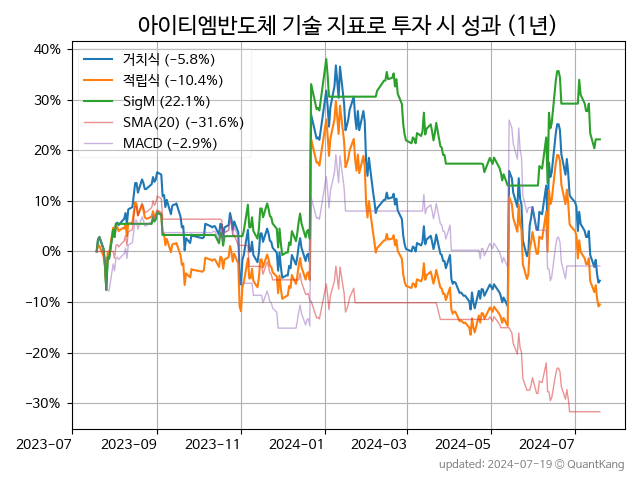 아이티엠반도체 기술 지표로 투자 시 성과 (1년)
40%
30%
20%
10%
0%
−10%
−20%
−30%
거치식 (−5.8%)
적립식 (−10.4%)
SigM (22.1%)
SMA(20) (−31.6%)
MACD (−2.9%)
2023-07 2023-09 2023-11 2024-01 2024-03 2024-05 2024-07
updated: 2024-07-19 © QuantKang